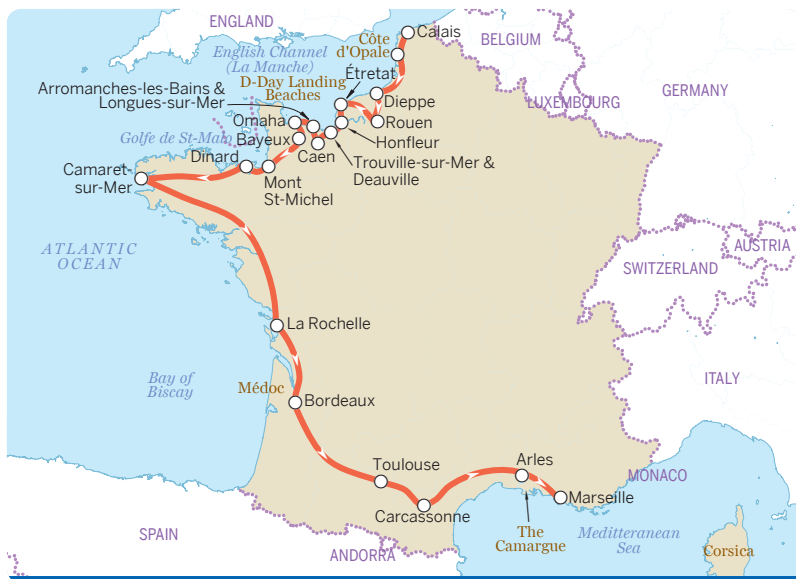 ENGLAND
Calais
Côte
d'Opale
BELGIUM
English Channel
(La Manche)
Étretat
D-Day Landing
Beaches
GERMANY
Arromanches-les-Bains &
Longues-sur-Mer
Dieppe
LUXEMBOURG
Omaha
Rouen
Golfe de St-Malo
Bayeux
Honfleur
Caen
Dinard
Trouville-sur-Mer &
Deauville
Camaret-
sur-Mer
Mont
St-Michel
ATLANTIC
OCEAN
AUSTRIA
SWITZERLAND
La Rochelle
Bay of
Biscay
Médoc
ITALY
Bordeaux
Toulouse
Arles
MONACO
Marseille
Carcassonne
The
Camargue
Meditteranean
Sea
SPAIN
ANDORRA
Corsica